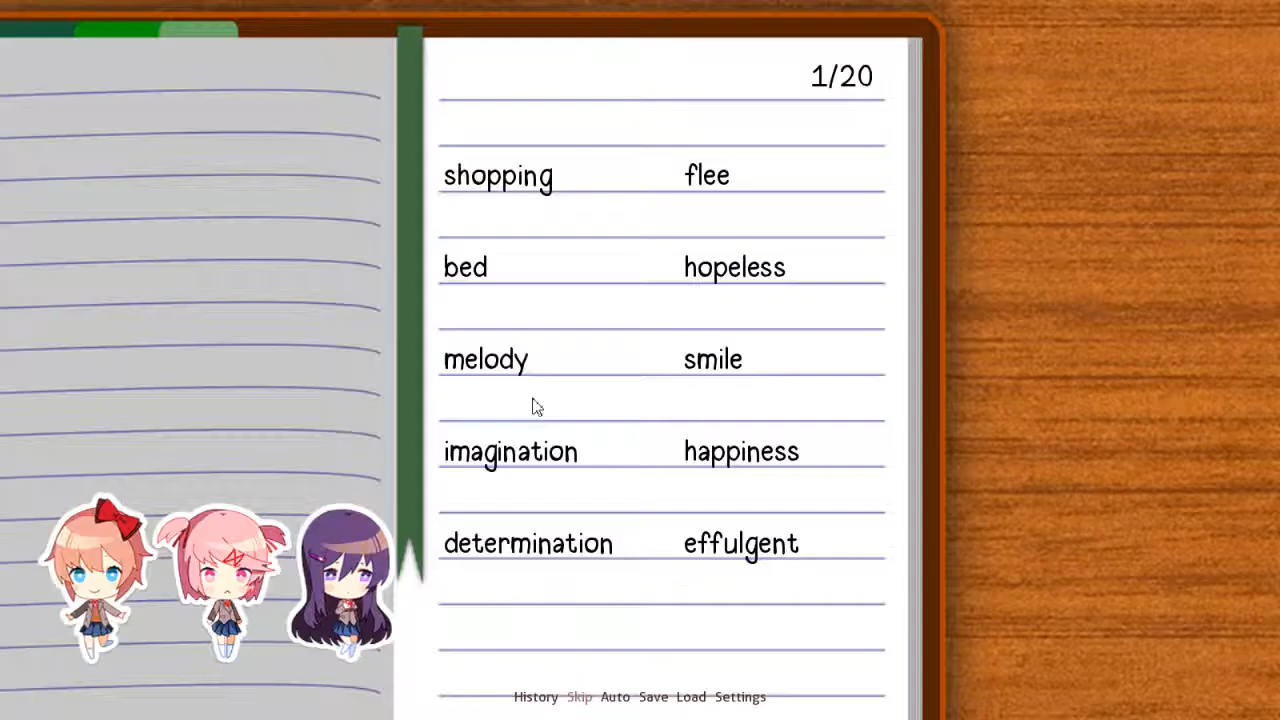 1/20
shopping flee
bed hopeless
melody smile
imagination happiness
determination effulgent
History Skip Auto Save Load Settings